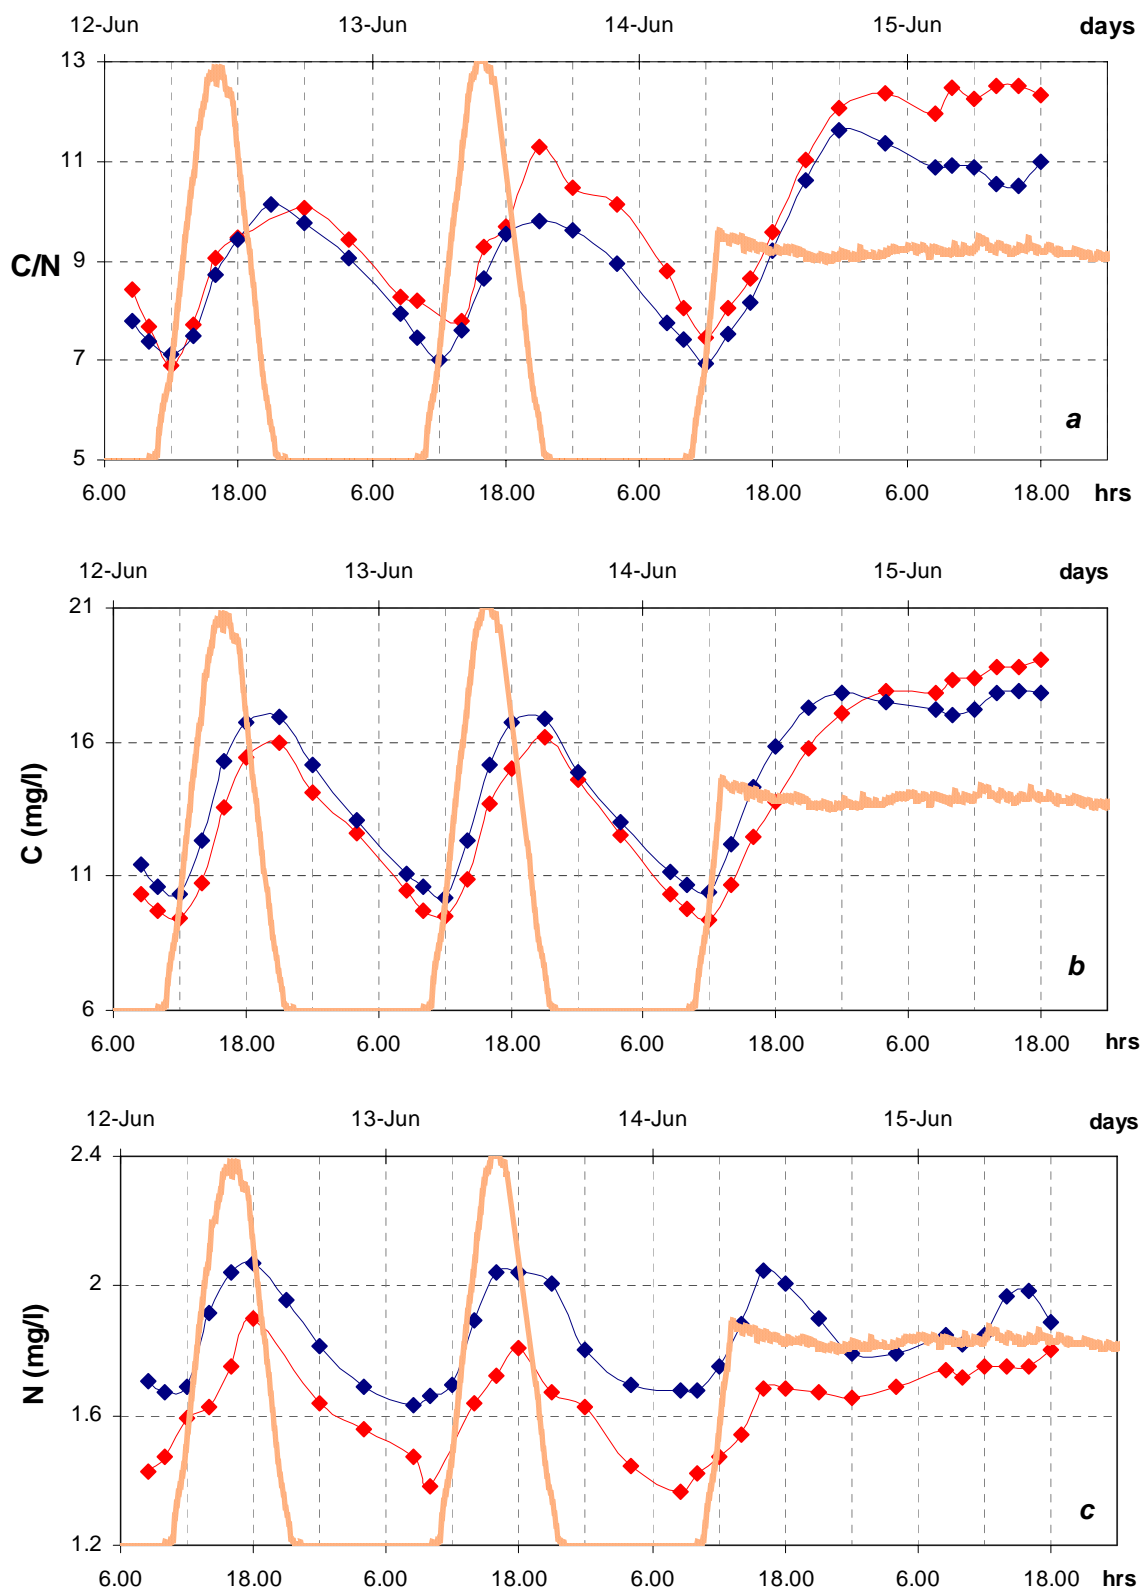 12-Jun 13-Jun 14-Jun 15-Jun days
13
11
C/N 9
7
a
5
6.00 18.00 6.00 18.00 6.00 18.00 6.00 18.00 hrs
12-Jun 13-Jun 14-Jun 15-Jun days
21
16
C (mg/l)
11
b
6
6.00 18.00 6.00 18.00 6.00 18.00 6.00 18.00 hrs
12-Jun 13-Jun 14-Jun 15-Jun days
2.4
2
N (mg/l)
1.6
c
1.2
6.00 18.00 6.00 18.00 6.00 18.00 6.00 18.00 hrs